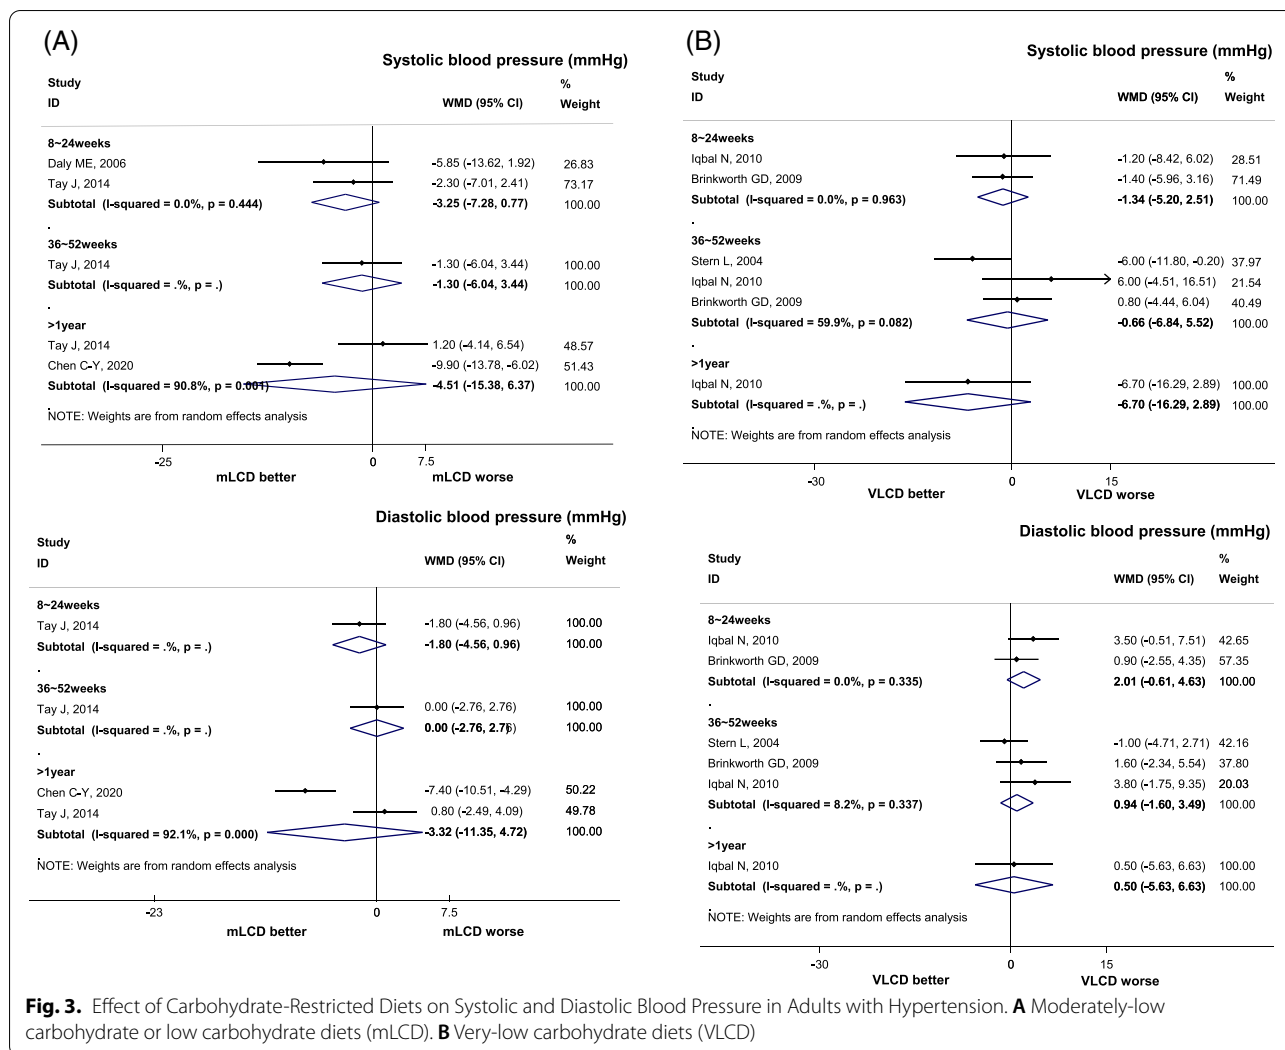 (A)
Systolic blood pressure (mmHg)
Study %
ID WMD (95% CI) Weight
8~24weeks
Daly ME, 2006 -5.85 (-13.62, 1.92) 26.83
Tay J, 2014 -2.30 (-7.01, 2.41) 73.17
Subtotal (I-squared = 0.0%, p = 0.444) -3.25 (-7.28, 0.77) 100.00
.
36~52weeks
Tay J, 2014 -1.30 (-6.04, 3.44) 100.00
Subtotal (I-squared = .%, p = .) -1.30 (-6.04, 3.44) 100.00
.
>1year
Tay J, 2014 1.20 (-4.14, 6.54) 48.57
Chen C-Y, 2020 -9.90 (-13.78, -6.02) 51.43
Subtotal (I-squared = 90.8%, p = 0.001) -4.51 (-15.38, 6.37) 100.00
.
NOTE: Weights are from random effects analysis
-25 0 7.5
mLCD better mLCD worse
Diastolic blood pressure (mmHg)
Study %
ID WMD (95% CI) Weight
8~24weeks
Tay J, 2014 -1.80 (-4.56, 0.96) 100.00
Subtotal (I-squared = .%, p = .) -1.80 (-4.56, 0.96) 100.00
.
36~52weeks
Tay J, 2014 0.00 (-2.76, 2.76) 100.00
Subtotal (I-squared = .%, p = .) 0.00 (-2.76, 2.76) 100.00
.
>1year
Chen C-Y, 2020 -7.40 (-10.51, -4.29) 50.22
Tay J, 2014 0.80 (-2.49, 4.09) 49.78
Subtotal (I-squared = 92.1%, p = 0.000) -3.32 (-11.35, 4.72) 100.00
.
NOTE: Weights are from random effects analysis
-23 0 7.5
mLCD better mLCD worse
(B)
Systolic blood pressure (mmHg)
Study %
ID WMD (95% CI) Weight
8~24weeks
Iqbal N, 2010 -1.20 (-8.42, 6.02) 28.51
Brinkworth GD, 2009 -1.40 (-5.96, 3.16) 71.49
Subtotal (I-squared = 0.0%, p = 0.963) -1.34 (-5.20, 2.51) 100.00
.
36~52weeks
Stern L, 2004 -6.00 (-11.80, -0.20) 37.97
Iqbal N, 2010 6.00 (-4.51, 16.51) 21.54
Brinkworth GD, 2009 0.80 (-4.44, 6.04) 40.49
Subtotal (I-squared = 59.9%, p = 0.082) -0.66 (-6.84, 5.52) 100.00
.
>1year
Iqbal N, 2010 -6.70 (-16.29, 2.89) 100.00
Subtotal (I-squared = .%, p = .) -6.70 (-16.29, 2.89) 100.00
.
NOTE: Weights are from random effects analysis
-30 0 15
VLCD better VLCD worse
Diastolic blood pressure (mmHg)
Study %
ID WMD (95% CI) Weight
8~24weeks
Iqbal N, 2010 3.50 (-0.51, 7.51) 42.65
Brinkworth GD, 2009 0.90 (-2.55, 4.35) 57.35
Subtotal (I-squared = 0.0%, p = 0.335) 2.01 (-0.61, 4.63) 100.00
.
36~52weeks
Stern L, 2004 -1.00 (-4.71, 2.71) 42.16
Brinkworth GD, 2009 1.60 (-2.34, 5.54) 37.80
Iqbal N, 2010 3.80 (-1.75, 9.35) 20.03
Subtotal (I-squared = 8.2%, p = 0.337) 0.94 (-1.60, 3.49) 100.00
.
>1year
Iqbal N, 2010 0.50 (-5.63, 6.63) 100.00
Subtotal (I-squared = .%, p = .) 0.50 (-5.63, 6.63) 100.00
.
NOTE: Weights are from random effects analysis
-30 0 15
VLCD better VLCD worse
Fig. 3. Effect of Carbohydrate-Restricted Diets on Systolic and Diastolic Blood Pressure in Adults with Hypertension. A Moderately-low
carbohydrate or low carbohydrate diets (mLCD). B Very-low carbohydrate diets (VLCD)